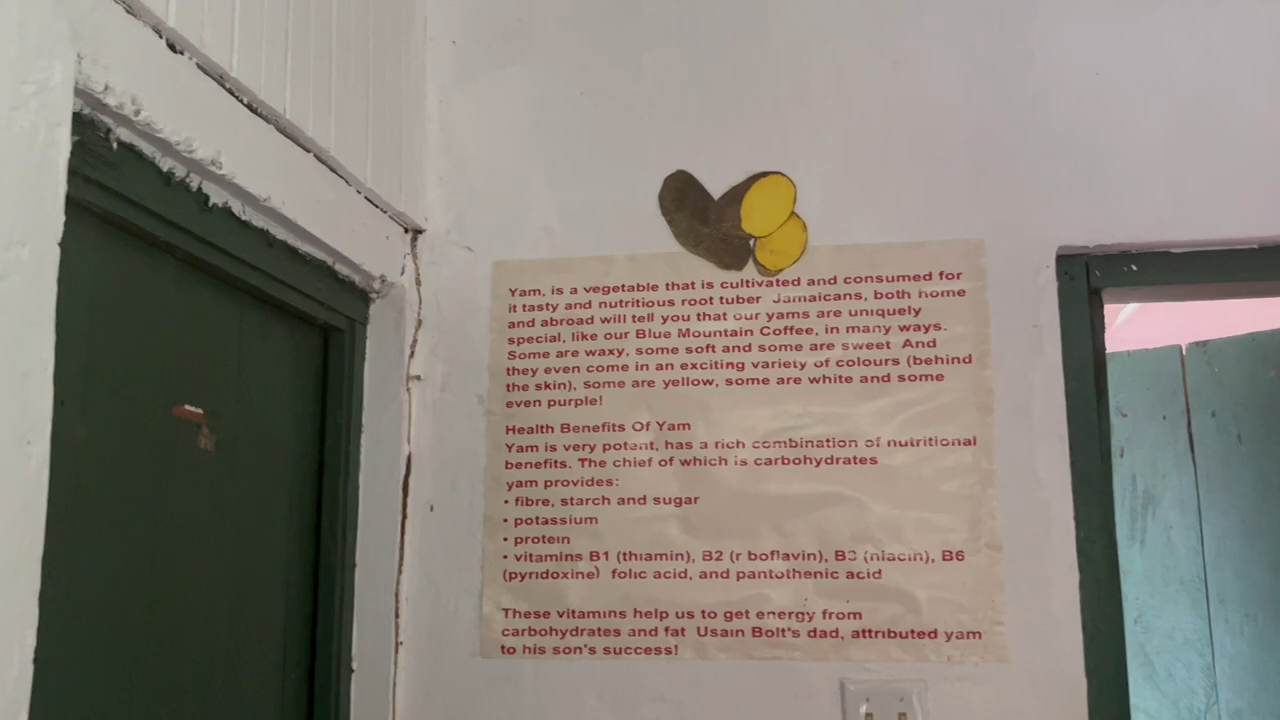 Yam, is a vegetable that is cultivated and consumed for
it tasty and nutritious root tuber Jamaicans, both home
and abroad will tell you that our yams are uniquely
special, like our Blue Mountain Coffee, in many ways.
Some are waxy, some soft and some are sweet And
they even come in an exciting variety of colours (behind
the skin), some are yellow, some are white and some
even purple!
Health Benefits Of Yam
Yam is very potent, has a rich combination of nutritional
benefits. The chief of which is carbohydrates
yam provides:
• fibre, starch and sugar
• potassium
• protein
• vitamins B1 (thiamin), B2 (r boflavin), B3 (niacin), B6
(pyridoxine) folic acid, and pantothenic acid
These vitamins help us to get energy from
carbohydrates and fat Usain Bolt's dad, attributed yam
to his son's success!